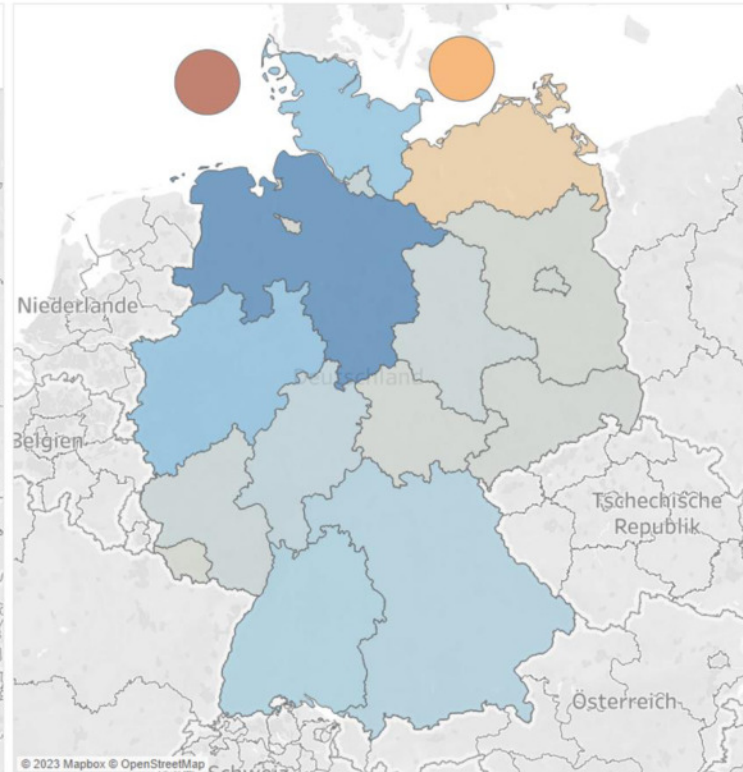 Niederlande
Deutschland
Belgien
Tschechische
Republik
Österreich
© 2023 Mapbox © OpenStreetMap